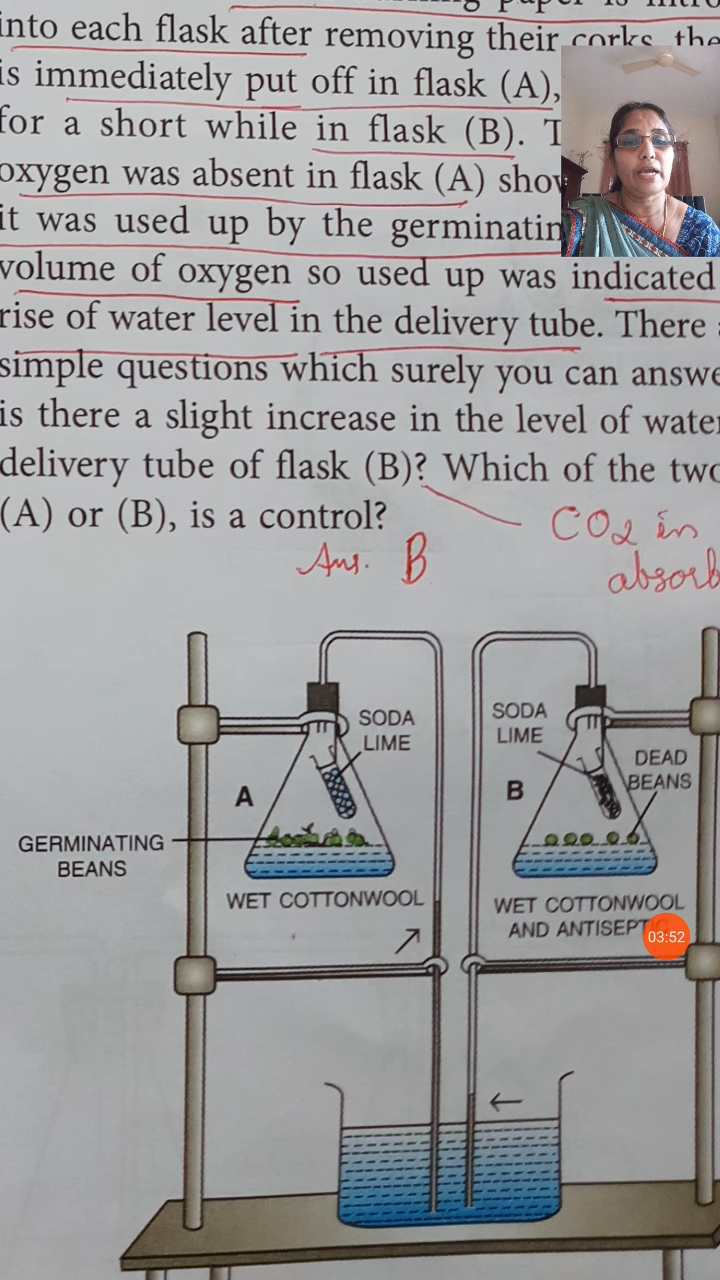 paper is
into each flask after removing their corks, the
is immediately put off in flask (A),
for a short while in flask (B). T
oxygen was absent in flask (A) show
it was used up by the germinatin
volume of oxygen so used up was indicated
rise of water level in the delivery tube. There
simple questions which surely you can answe
is there a slight increase in the level of water
delivery tube of flask (B)? Which of the two
(A) or (B), is a control?
CO2 in
Ans. B
absorb
SODA LIME
SODA LIME
DEAD BEANS
A
B
GERMINATING BEANS
WET COTTONWOOL
WET COTTONWOOL
AND ANTISEPTIC
03:52